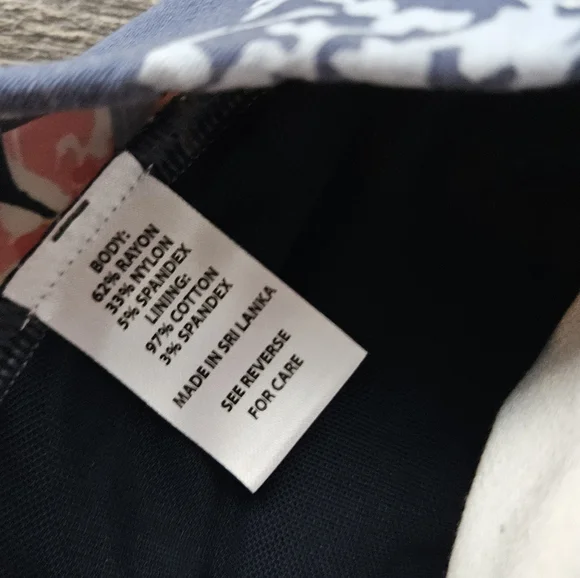 BODY:
62% RAYON
33% NYLON
5% SPANDEX
LINING:
97% COTTON
3% SPANDEX
MADE IN SRI LANKA
SEE REVERSE
FOR CARE